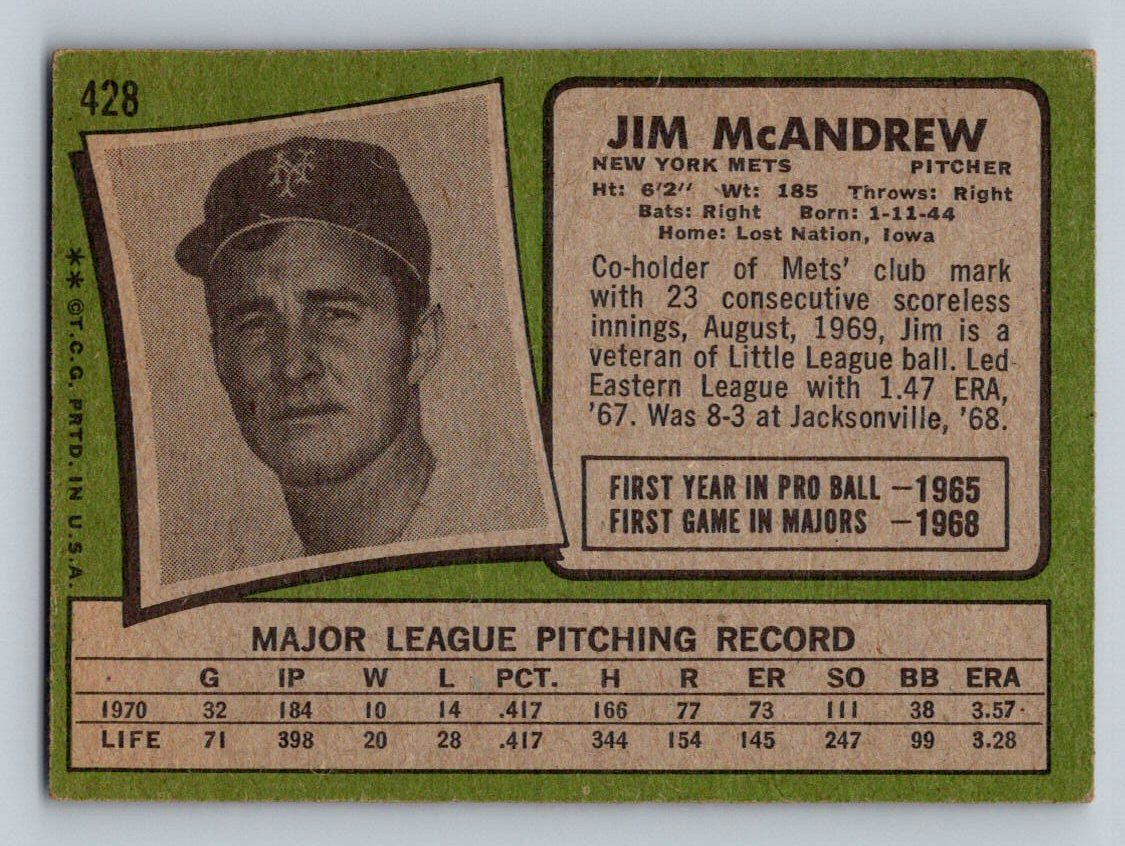 428
JIM McANDREW
NEW YORK METS PITCHER
Ht: 6'2" Wt: 185 Throws: Right
Bats: Right Born: 1-11-44
Home: Lost Nation, Iowa
Co-holder of Mets' club mark
with 23 consecutive scoreless
innings, August, 1969, Jim is a
veteran of Little League ball. Led
Eastern League with 1.47 ERA,
'67. Was 8-3 at Jacksonville, '68.
FIRST YEAR IN PRO BALL —1965
FIRST GAME IN MAJORS —1968
** ©T.C.G. PRTD. IN U.S.A.
NY
MAJOR LEAGUE PITCHING RECORD
G IP W L PCT. H R ER SO BB ERA
1970 32 184 10 14 .417 166 77 73 111 38 3.57
LIFE 71 398 20 28 .417 344 154 145 247 99 3.28